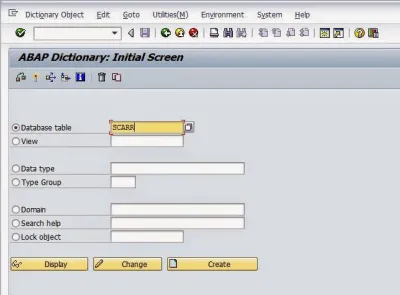 Dictionary Object Edit Goto Utilities(M) Environment System Help
ABAP Dictionary: Initial Screen
Database table SCARR
View
Data type
Type Group
Domain
Search help
Lock object
Display Change Create